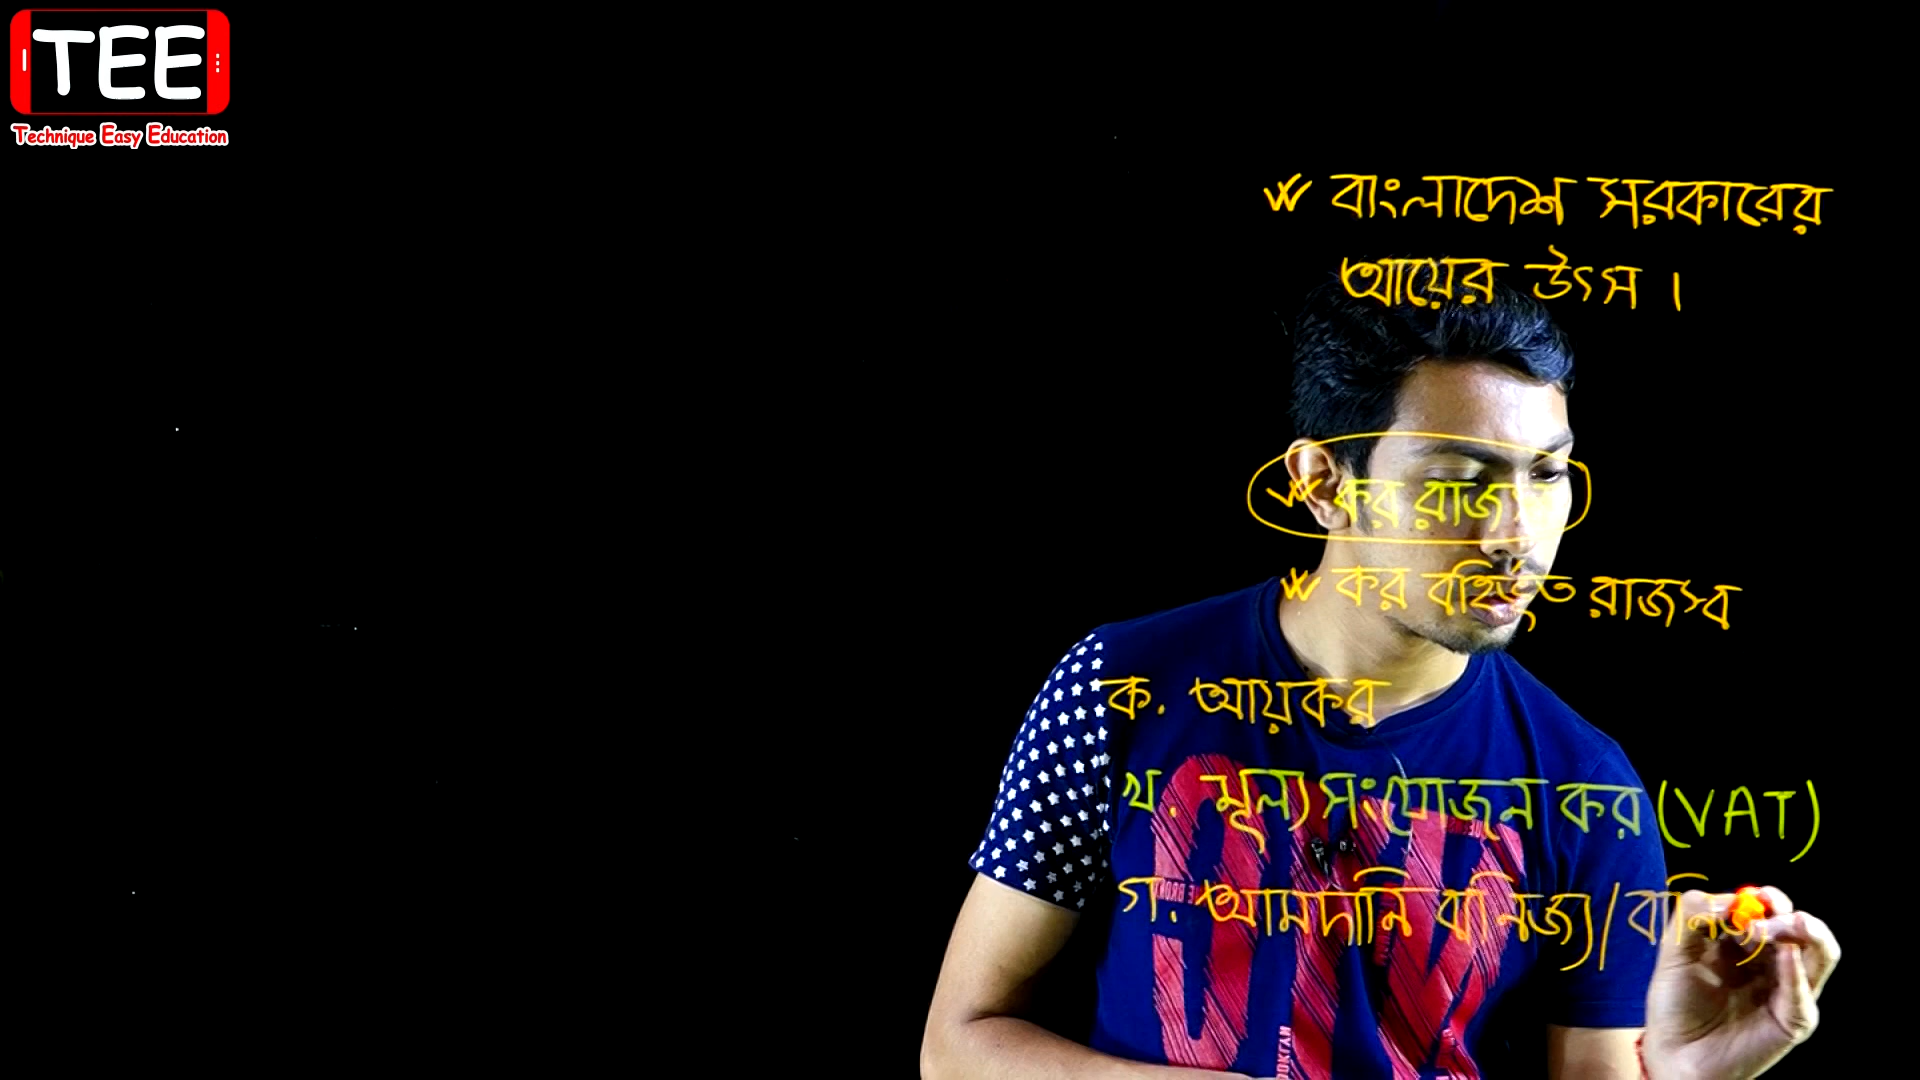 TEE
Technique Easy Education
বাংলাদেশ সরকারের
আয়ের উৎস।
কর রাজস্ব
কর বহির্ভূত রাজস্ব
ক. আয়কর
খ. মূল্য সংযোজন কর (VAT)
গ. আমদানি বানিজ্য/বানিজ্য